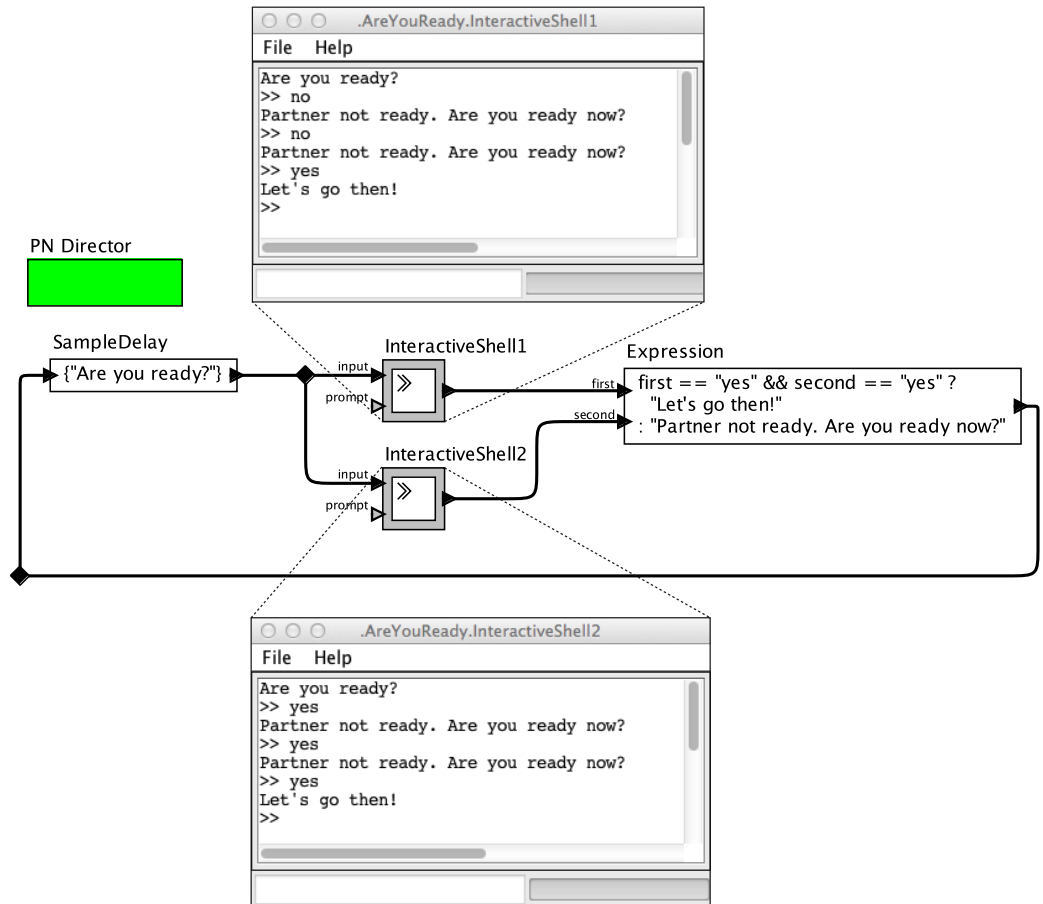 .AreYouReady.InteractiveShell1
File Help
Are you ready?
>> no
Partner not ready. Are you ready now?
>> no
Partner not ready. Are you ready now?
>> yes
Let's go then!
>>
PN Director
SampleDelay
{"Are you ready?"}
InteractiveShell1
input
>>
prompt
InteractiveShell2
input
>>
prompt
Expression
first
second
first == "yes" && second == "yes" ?
"Let's go then!"
: "Partner not ready. Are you ready now?"
.AreYouReady.InteractiveShell2
File Help
Are you ready?
>> yes
Partner not ready. Are you ready now?
>> yes
Partner not ready. Are you ready now?
>> yes
Let's go then!
>>